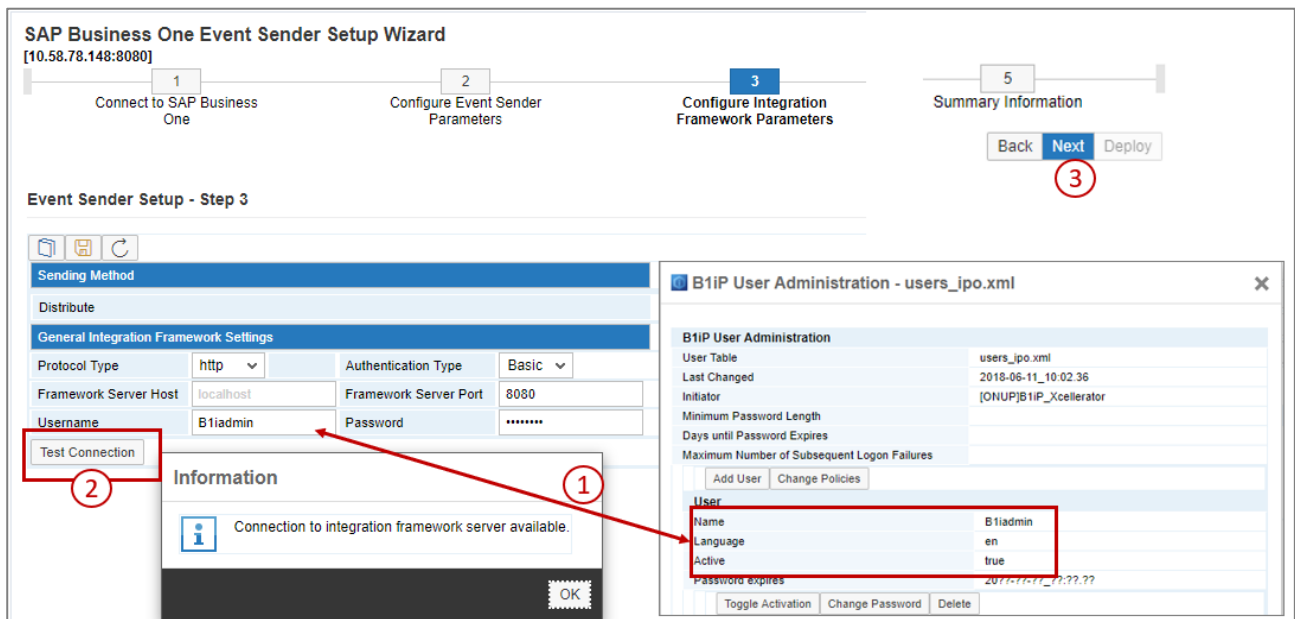 SAP Business One Event Sender Setup Wizard
[10.58.78.148:8080]
1
Connect to SAP Business
One
2
Configure Event Sender
Parameters
3
Configure Integration
Framework Parameters
5
Summary Information
Back Next Deploy
3
Event Sender Setup - Step 3
Sending Method
Distribute
General Integration Framework Settings
Protocol Type http Authentication Type Basic
Framework Server Host localhost Framework Server Port 8080
Username B1iadmin Password ••••••••
Test Connection
2
Information
Connection to integration framework server available.
OK
1
B1iP User Administration - users_ipo.xml
B1iP User Administration
User Table users_ipo.xml
Last Changed 2018-06-11_10:02.36
Initiator [ONUP]B1iP_Xcellerator
Minimum Password Length
Days until Password Expires
Maximum Number of Subsequent Logon Failures
Add User Change Policies
User
Name B1iadmin
Language en
Active true
Password expires 20??-??-??_??:??.??
Toggle Activation Change Password Delete